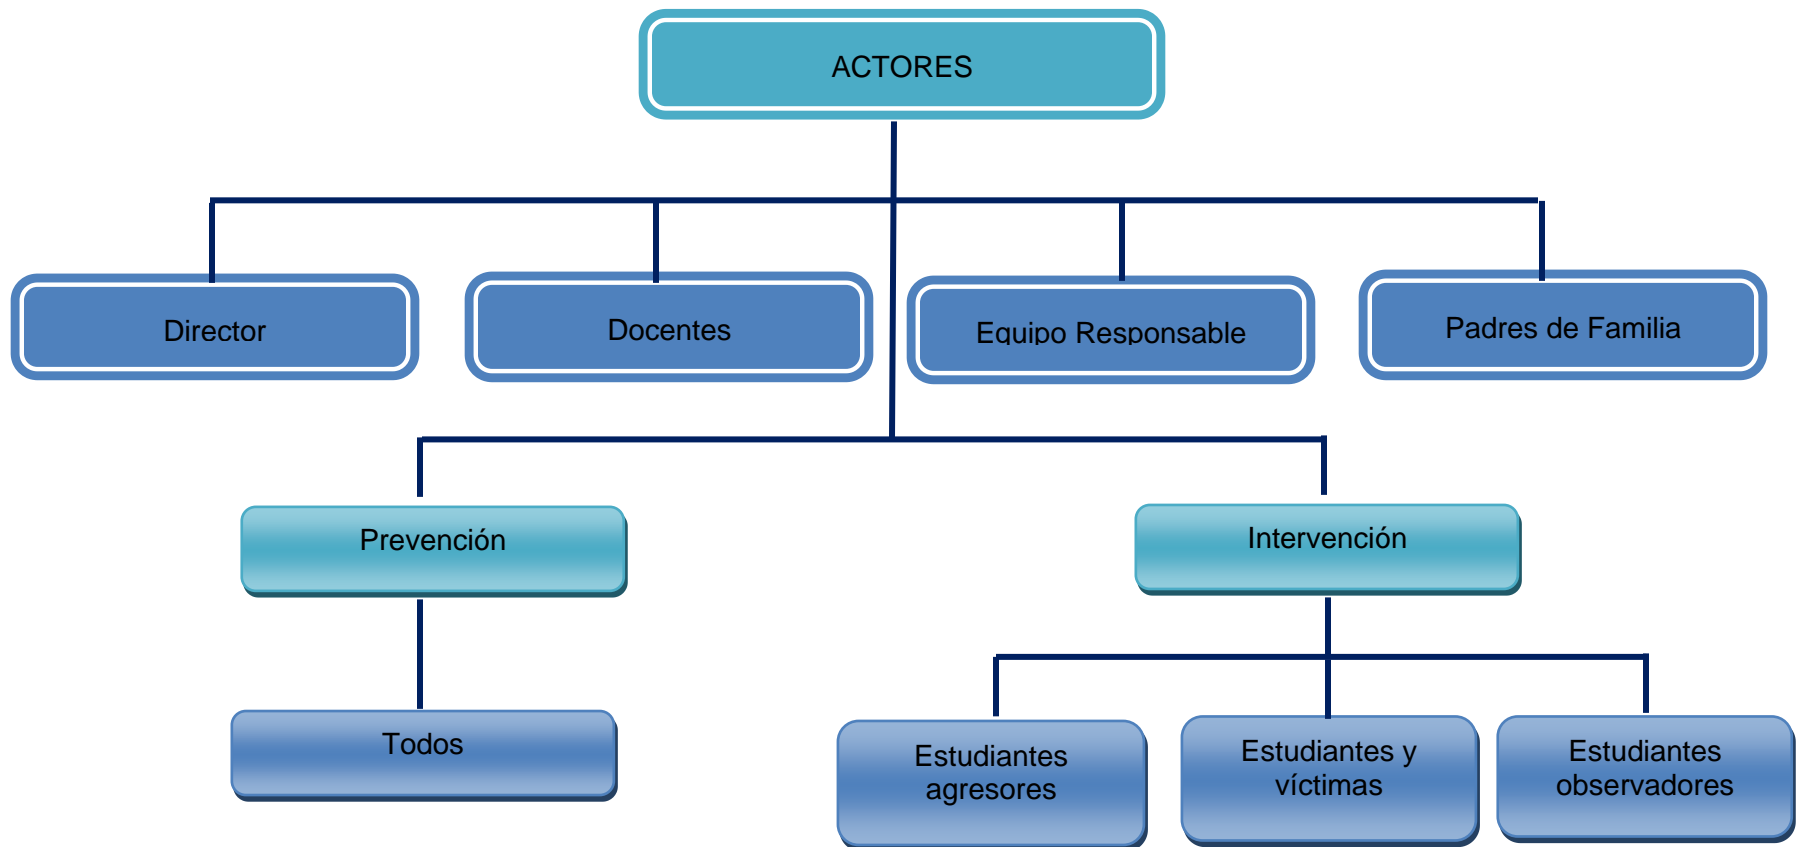 ACTORES
Director
Docentes
Equipo Responsable
Padres de Familia
Prevención
Intervención
Todos
Estudiantes
agresores
Estudiantes y
víctimas
Estudiantes
observadores